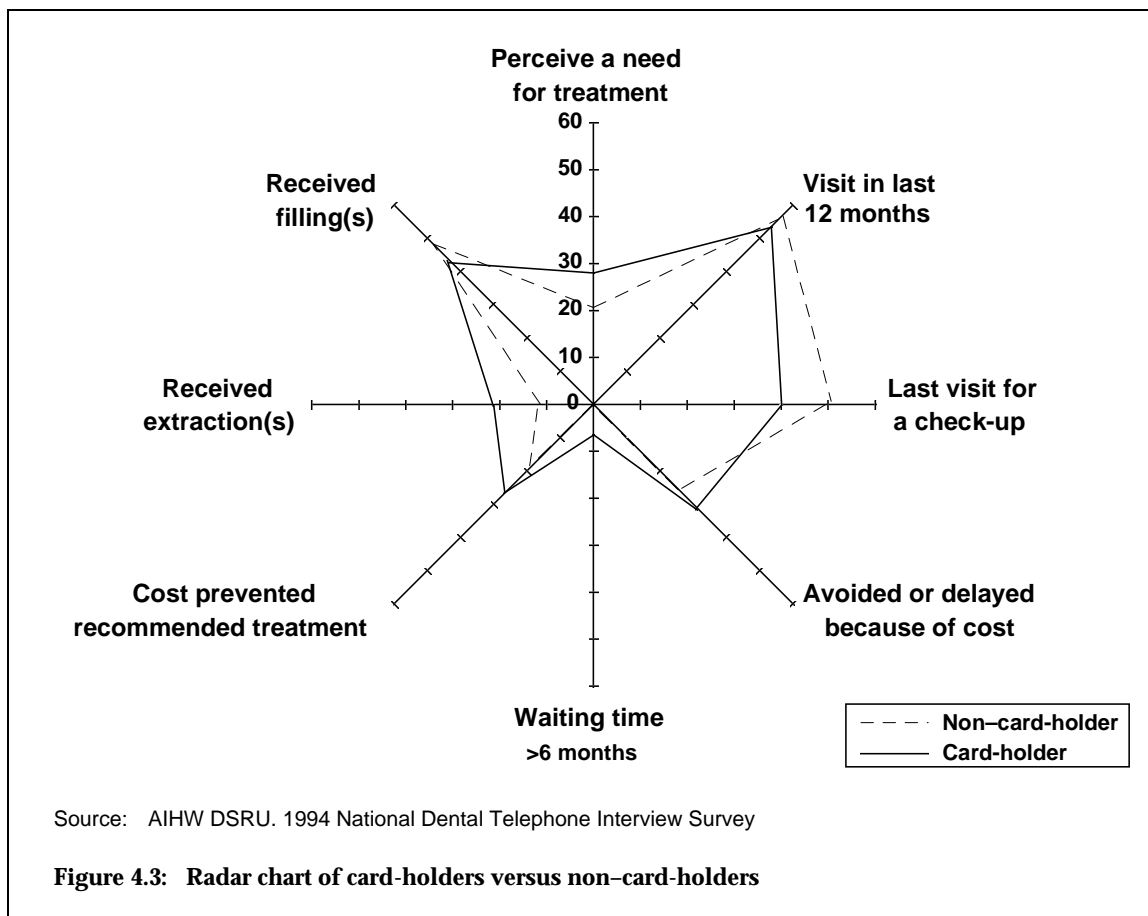 Perceive a need
for treatment
60
50
40
30
20
10
0
Visit in last
12 months
Last visit for
a check-up
Avoided or delayed
because of cost
Waiting time
>6 months
Cost prevented
recommended treatment
Received
extraction(s)
Received
filling(s)
Non–card-holder
Card-holder
Source: AIHW DSRU. 1994 National Dental Telephone Interview Survey
Figure 4.3: Radar chart of card-holders versus non–card-holders